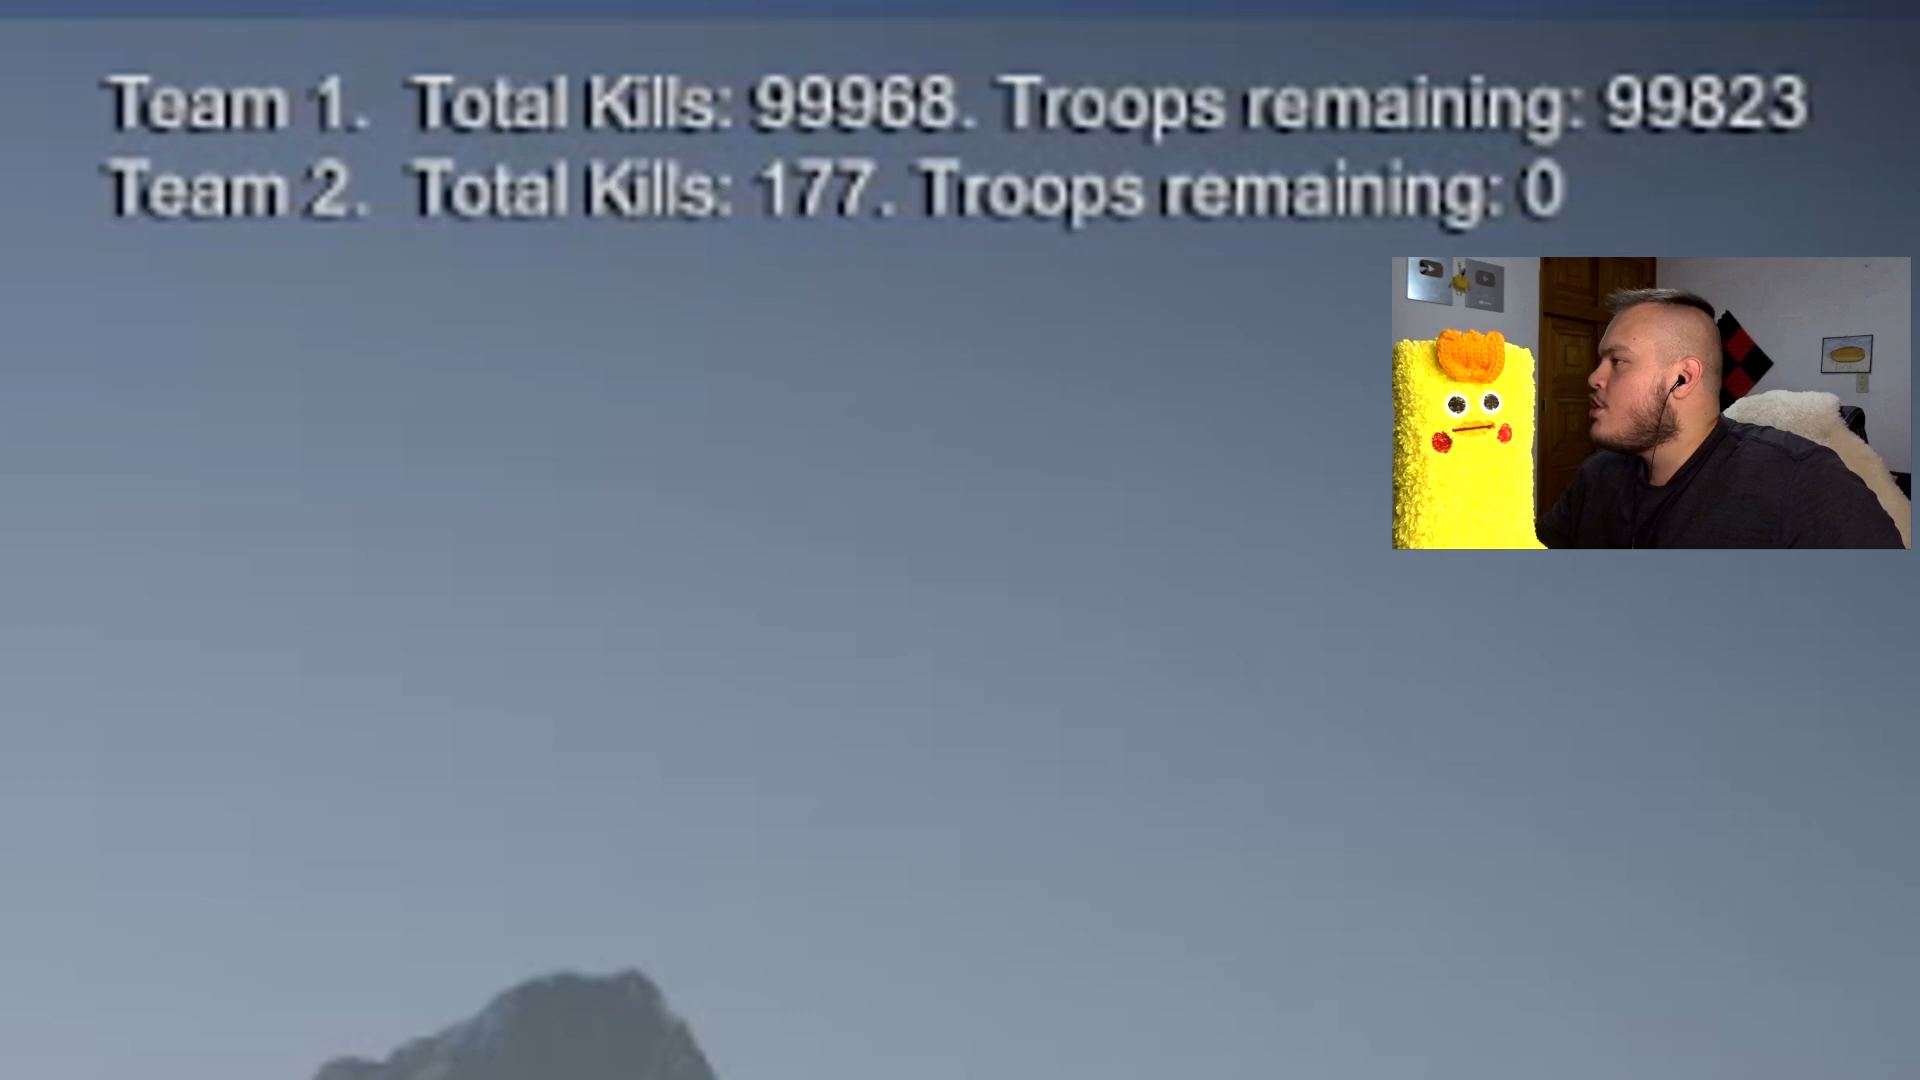 Team 1. Total Kills: 99968. Troops remaining: 99823
Team 2. Total Kills: 177. Troops remaining: 0